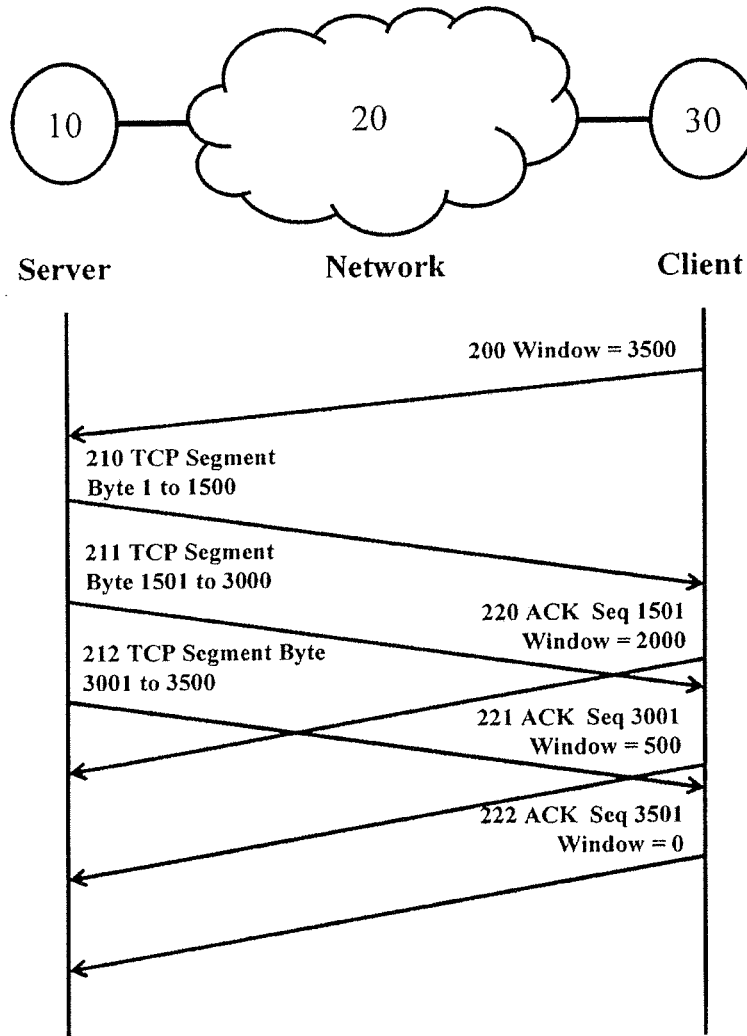 10
20
30
Server
Network
Client
200 Window = 3500
210 TCP Segment
Byte 1 to 1500
211 TCP Segment
Byte 1501 to 3000
220 ACK Seq 1501
Window = 2000
212 TCP Segment Byte
3001 to 3500
221 ACK Seq 3001
Window = 500
222 ACK Seq 3501
Window = 0